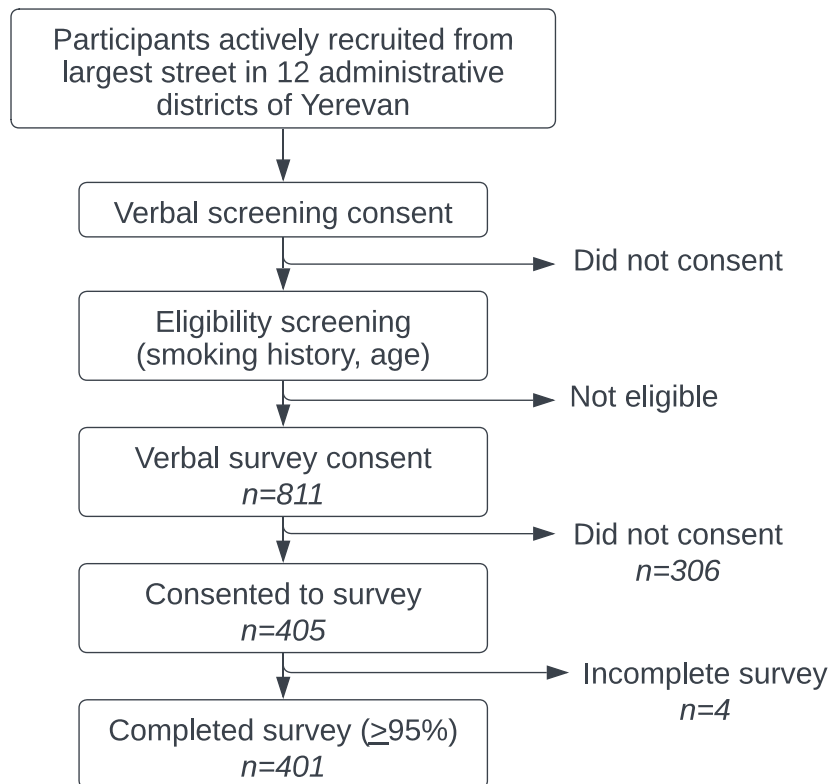 Participants actively recruited from
largest street in 12 administrative
districts of Yerevan
Verbal screening consent
Did not consent
Eligibility screening
(smoking history, age)
Not eligible
Verbal survey consent
n=811
Did not consent
n=306
Consented to survey
n=405
Incomplete survey
n=4
Completed survey (≥95%)
n=401